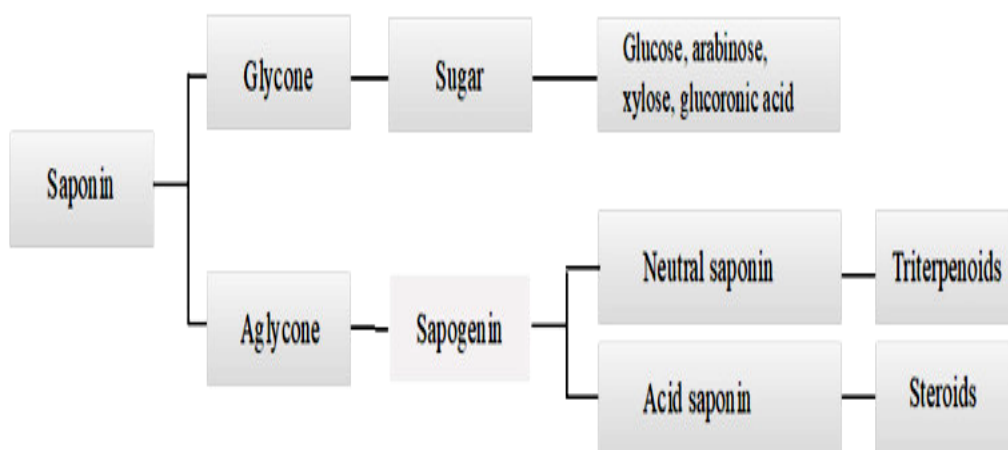 Saponin
Glycone
Sugar
Glucose, arabinose,
xylose, glucoronic acid
Aglycone
Sapogenin
Neutral saponin
Triterpenoids
Acid saponin
Steroids